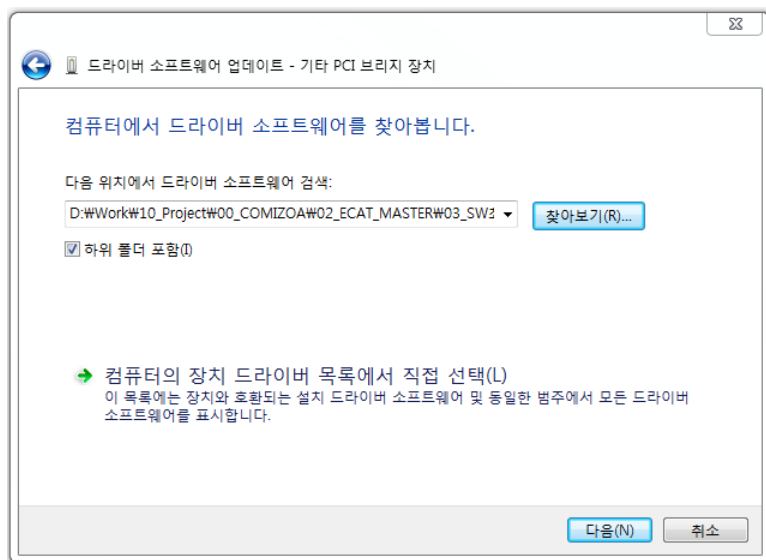 드라이버 소프트웨어 업데이트 - 기타 PCI 브리지 장치
컴퓨터에서 드라이버 소프트웨어를 찾아봅니다.
다음 위치에서 드라이버 소프트웨어 검색:
D:₩Work₩10_Project₩00_COMIZOA₩02_ECAT_MASTER₩03_SW
찾아보기(R)...
하위 폴더 포함(I)
컴퓨터의 장치 드라이버 목록에서 직접 선택(L)
이 목록에는 장치와 호환되는 설치 드라이버 소프트웨어 및 동일한 범주에서 모든 드라이버
소프트웨어를 표시합니다.
다음(N)
취소